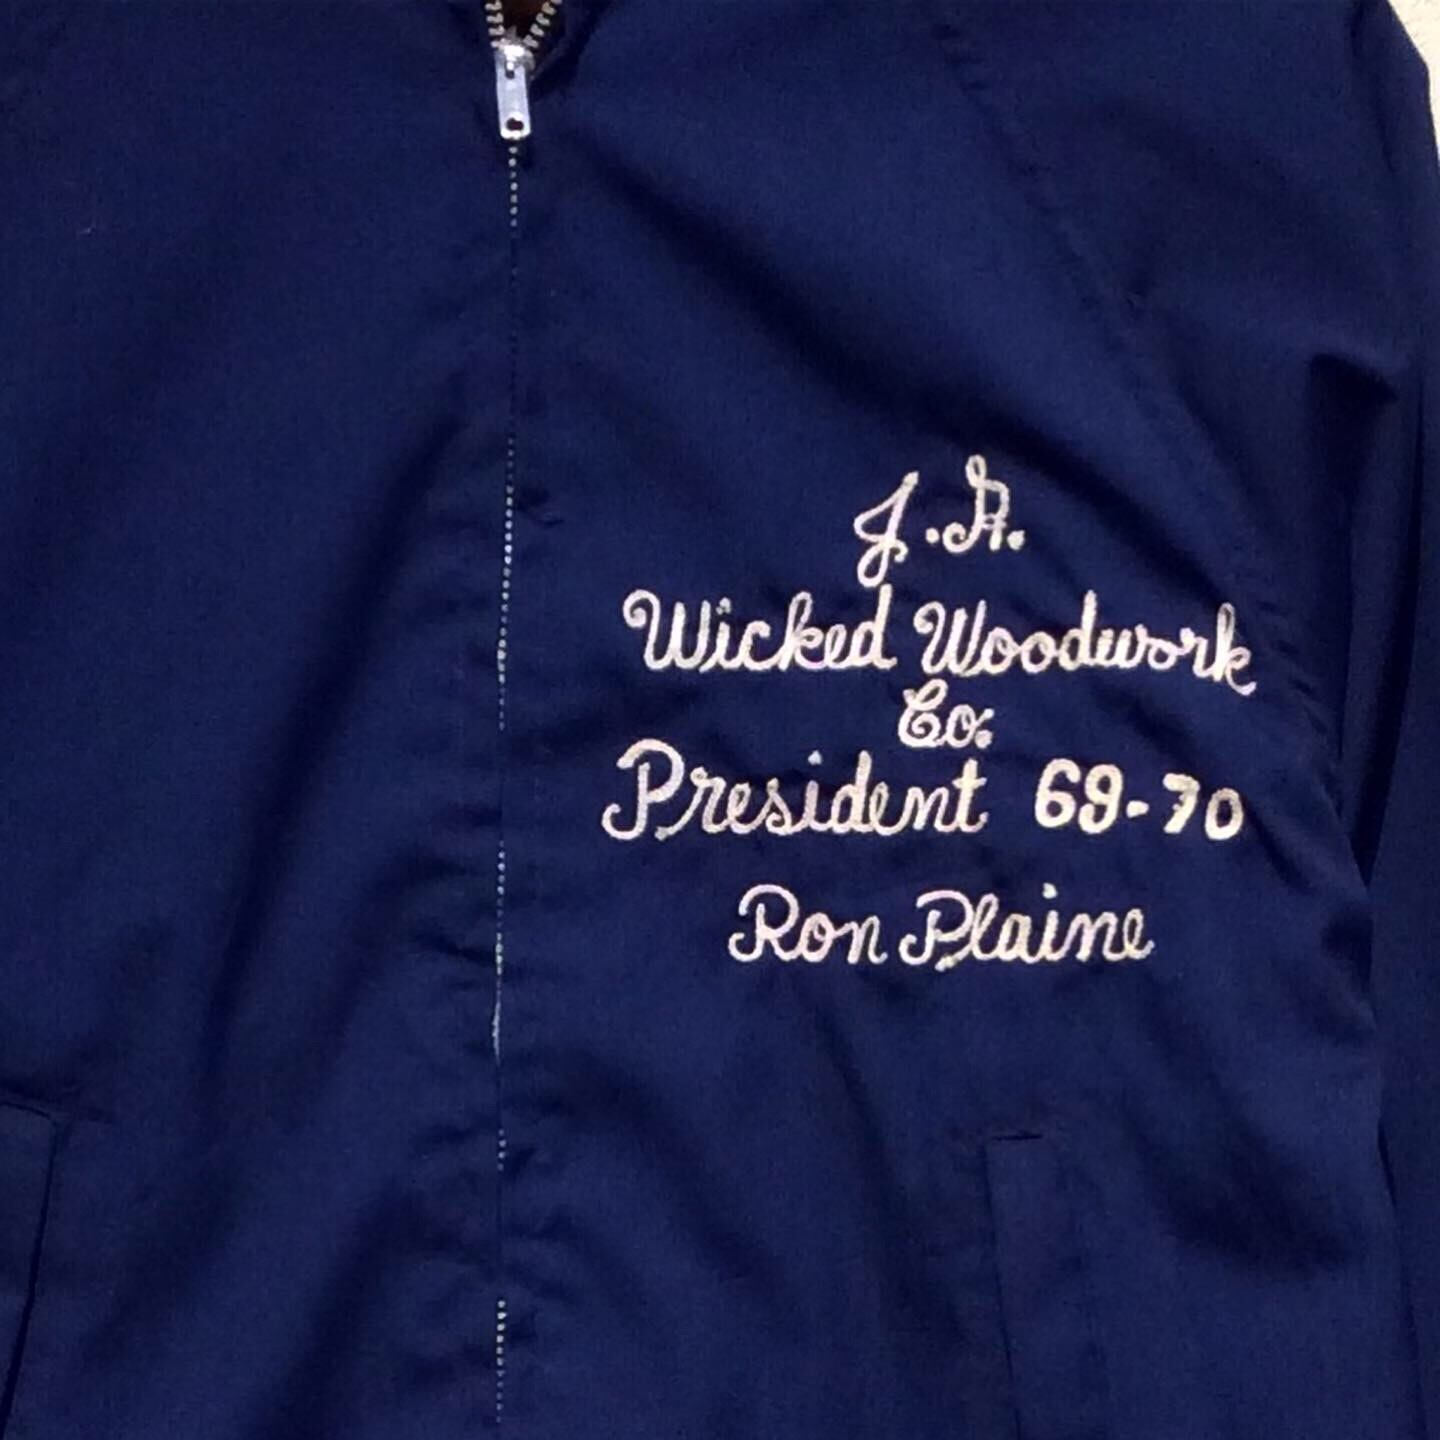 J.A.
Wicked Woodwork
Co.
President 69-70
Ron Plaine